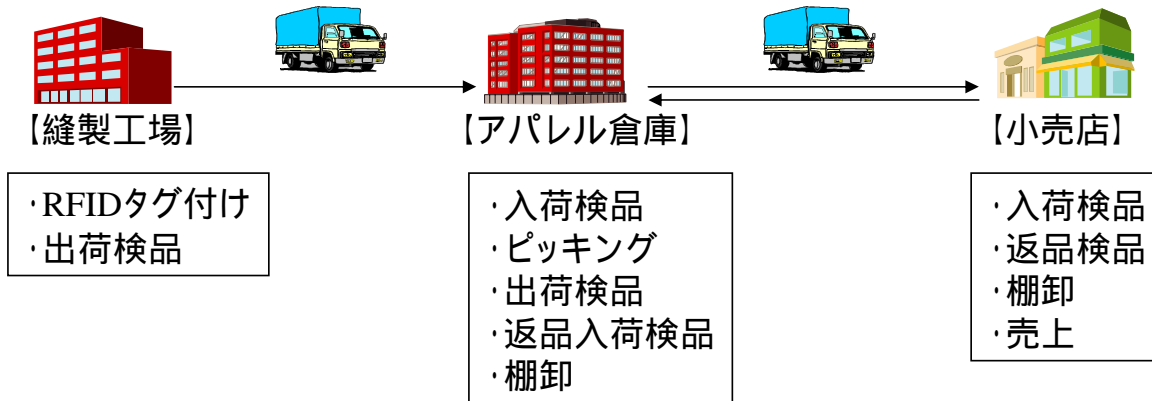 【縫製工場】
【アパレル倉庫】
【小売店】
・RFIDタグ付け
・出荷検品
・入荷検品
・ピッキング
・出荷検品
・返品入荷検品
・棚卸
・入荷検品
・返品検品
・棚卸
・売上